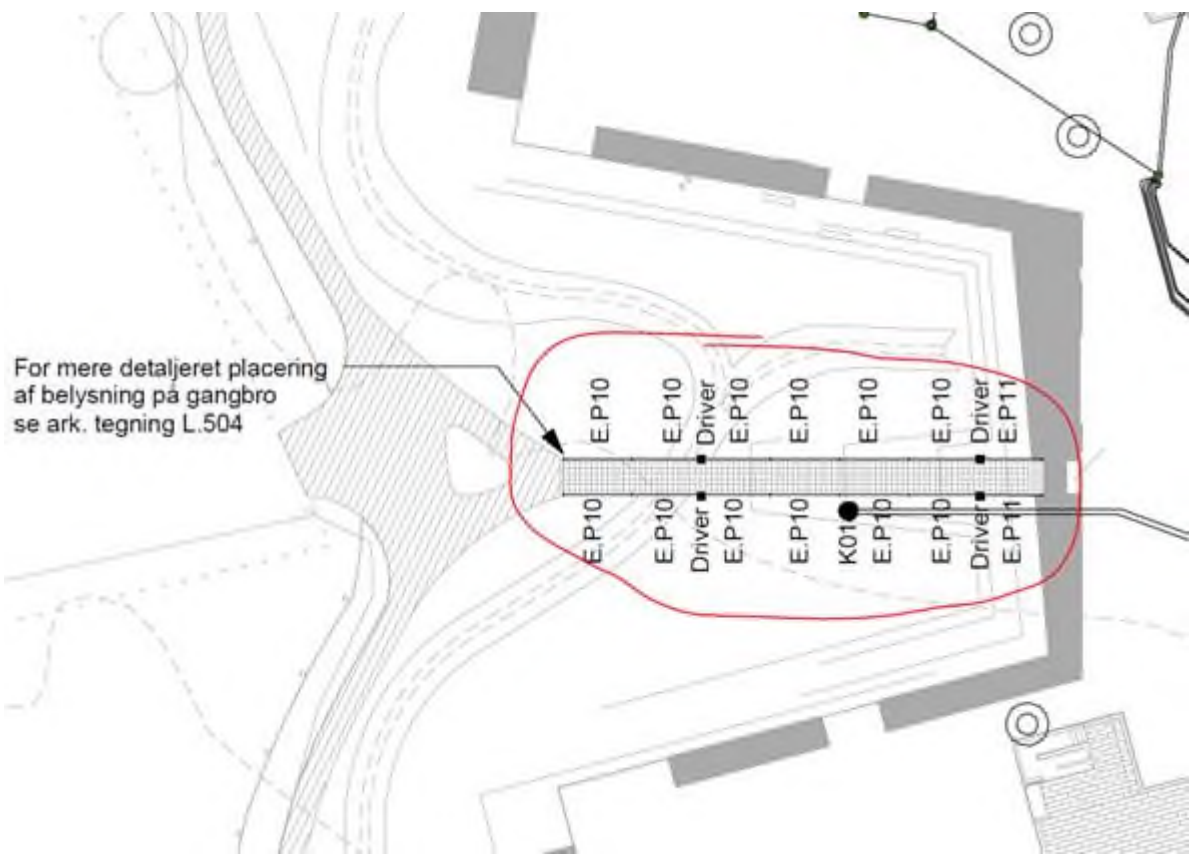 For mere detaljeret placering
af belysning på gangbro
se ark. tegning L.504
E.P10
E.P10
Driver
E.P10
E.P10
E.P10
E.P10
Driver
E.P11
E.P10
E.P10
Driver
E.P10
E.P10
K01
E.P10
E.P10
Driver
E.P11